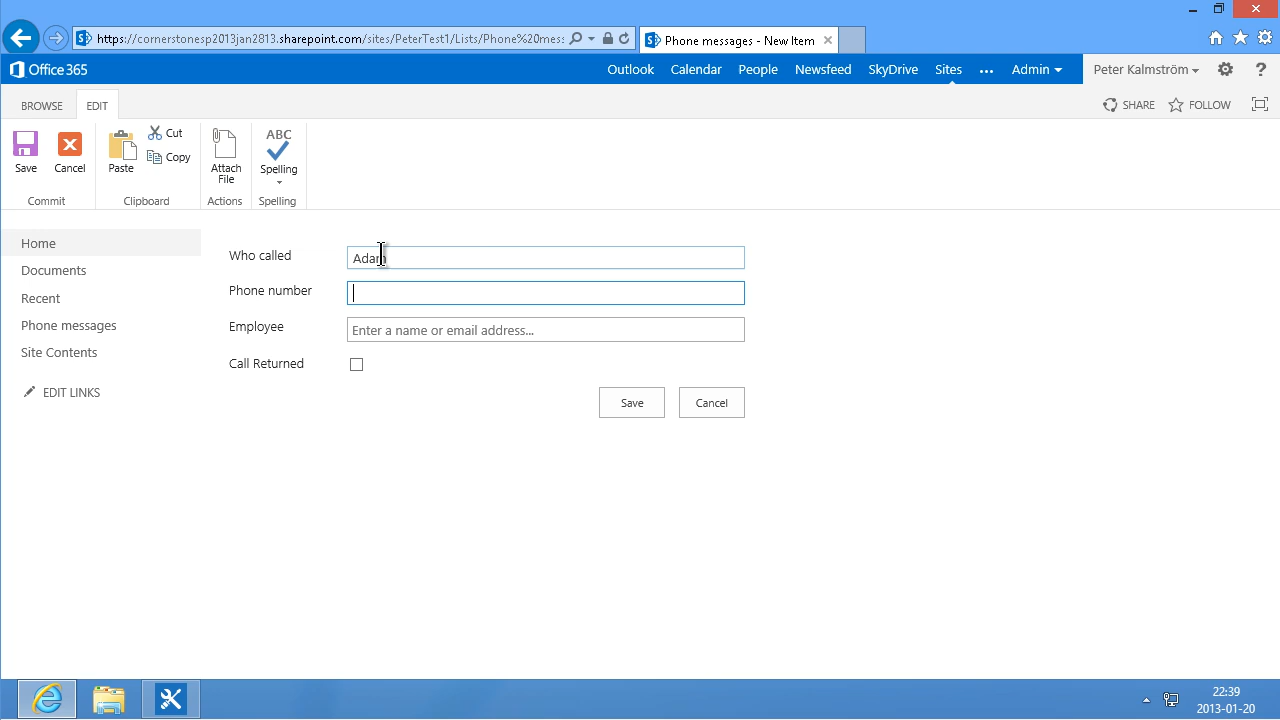 https://cornerstonesp2013jan2813.sharepoint.com/sites/PeterTest1/Lists/Phone%20mess
Phone messages - New Item
Office 365
Outlook Calendar People Newsfeed SkyDrive Sites ... Admin Peter Kalmström ?
BROWSE EDIT SHARE FOLLOW
Save Cancel Paste Cut Copy Attach File ABC Spelling
Commit Clipboard Actions Spelling
Home
Documents
Recent
Phone messages
Site Contents
EDIT LINKS
Who called Adam
Phone number
Employee Enter a name or email address...
Call Returned
Save Cancel
22:39
2013-01-20